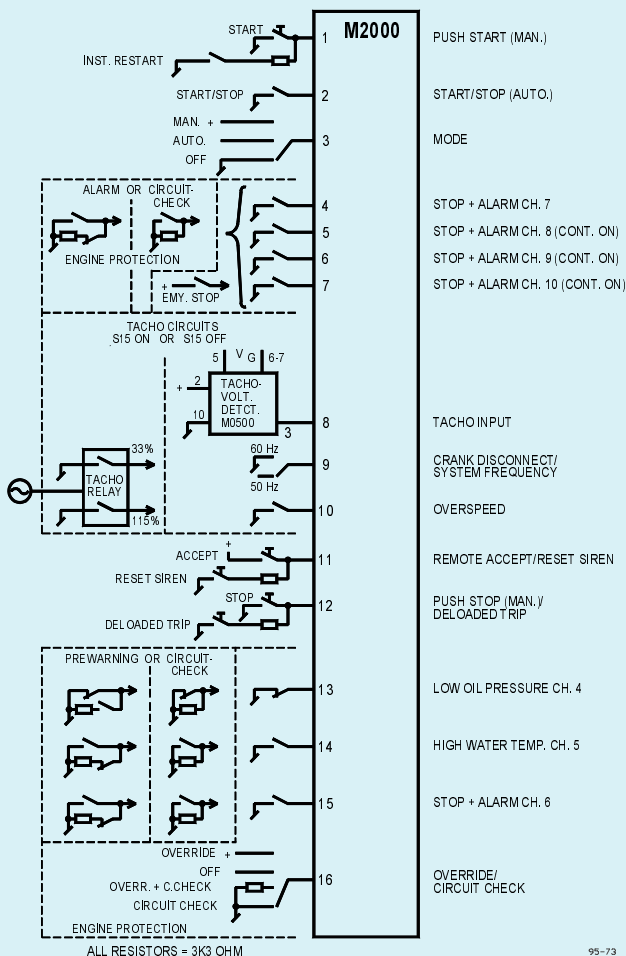 M2000
START
1
PUSH START (MAN.)
INST. RESTART
START/STOP
2
START/STOP (AUTO.)
MAN. +
AUTO.
3
MODE
OFF
ALARM OR CIRCUIT-
CHECK
4
STOP + ALARM CH. 7
5
STOP + ALARM CH. 8 (CONT. ON)
ENGINE PROTECTION
6
STOP + ALARM CH. 9 (CONT. ON)
+
EMY. STOP
7
STOP + ALARM CH. 10 (CONT. ON)
TACHO CIRCUITS
S15 ON OR S15 OFF
5 V G 6-7
+ 2
TACHO-
VOLT.
DETCT.
M0500
10
3
8
TACHO INPUT
33%
60 Hz
50 Hz
9
CRANK DISCONNECT/
SYSTEM FREQUENCY
TACHO
RELAY
115%
10
OVERSPEED
ACCEPT +
11
REMOTE ACCEPT/RESET SIREN
RESET SIREN
STOP
12
PUSH STOP (MAN.)/
DELOADED TRIP
DELOADED TRIP
PREWARNING OR CIRCUIT-
CHECK
13
LOW OIL PRESSURE CH. 4
14
HIGH WATER TEMP. CH. 5
15
STOP + ALARM CH. 6
OVERRIDE +
OFF
OVERR. + C.CHECK
CIRCUIT CHECK
16
OVERRIDE/
CIRCUIT CHECK
ENGINE PROTECTION
ALL RESISTORS = 3K3 OHM
95-73